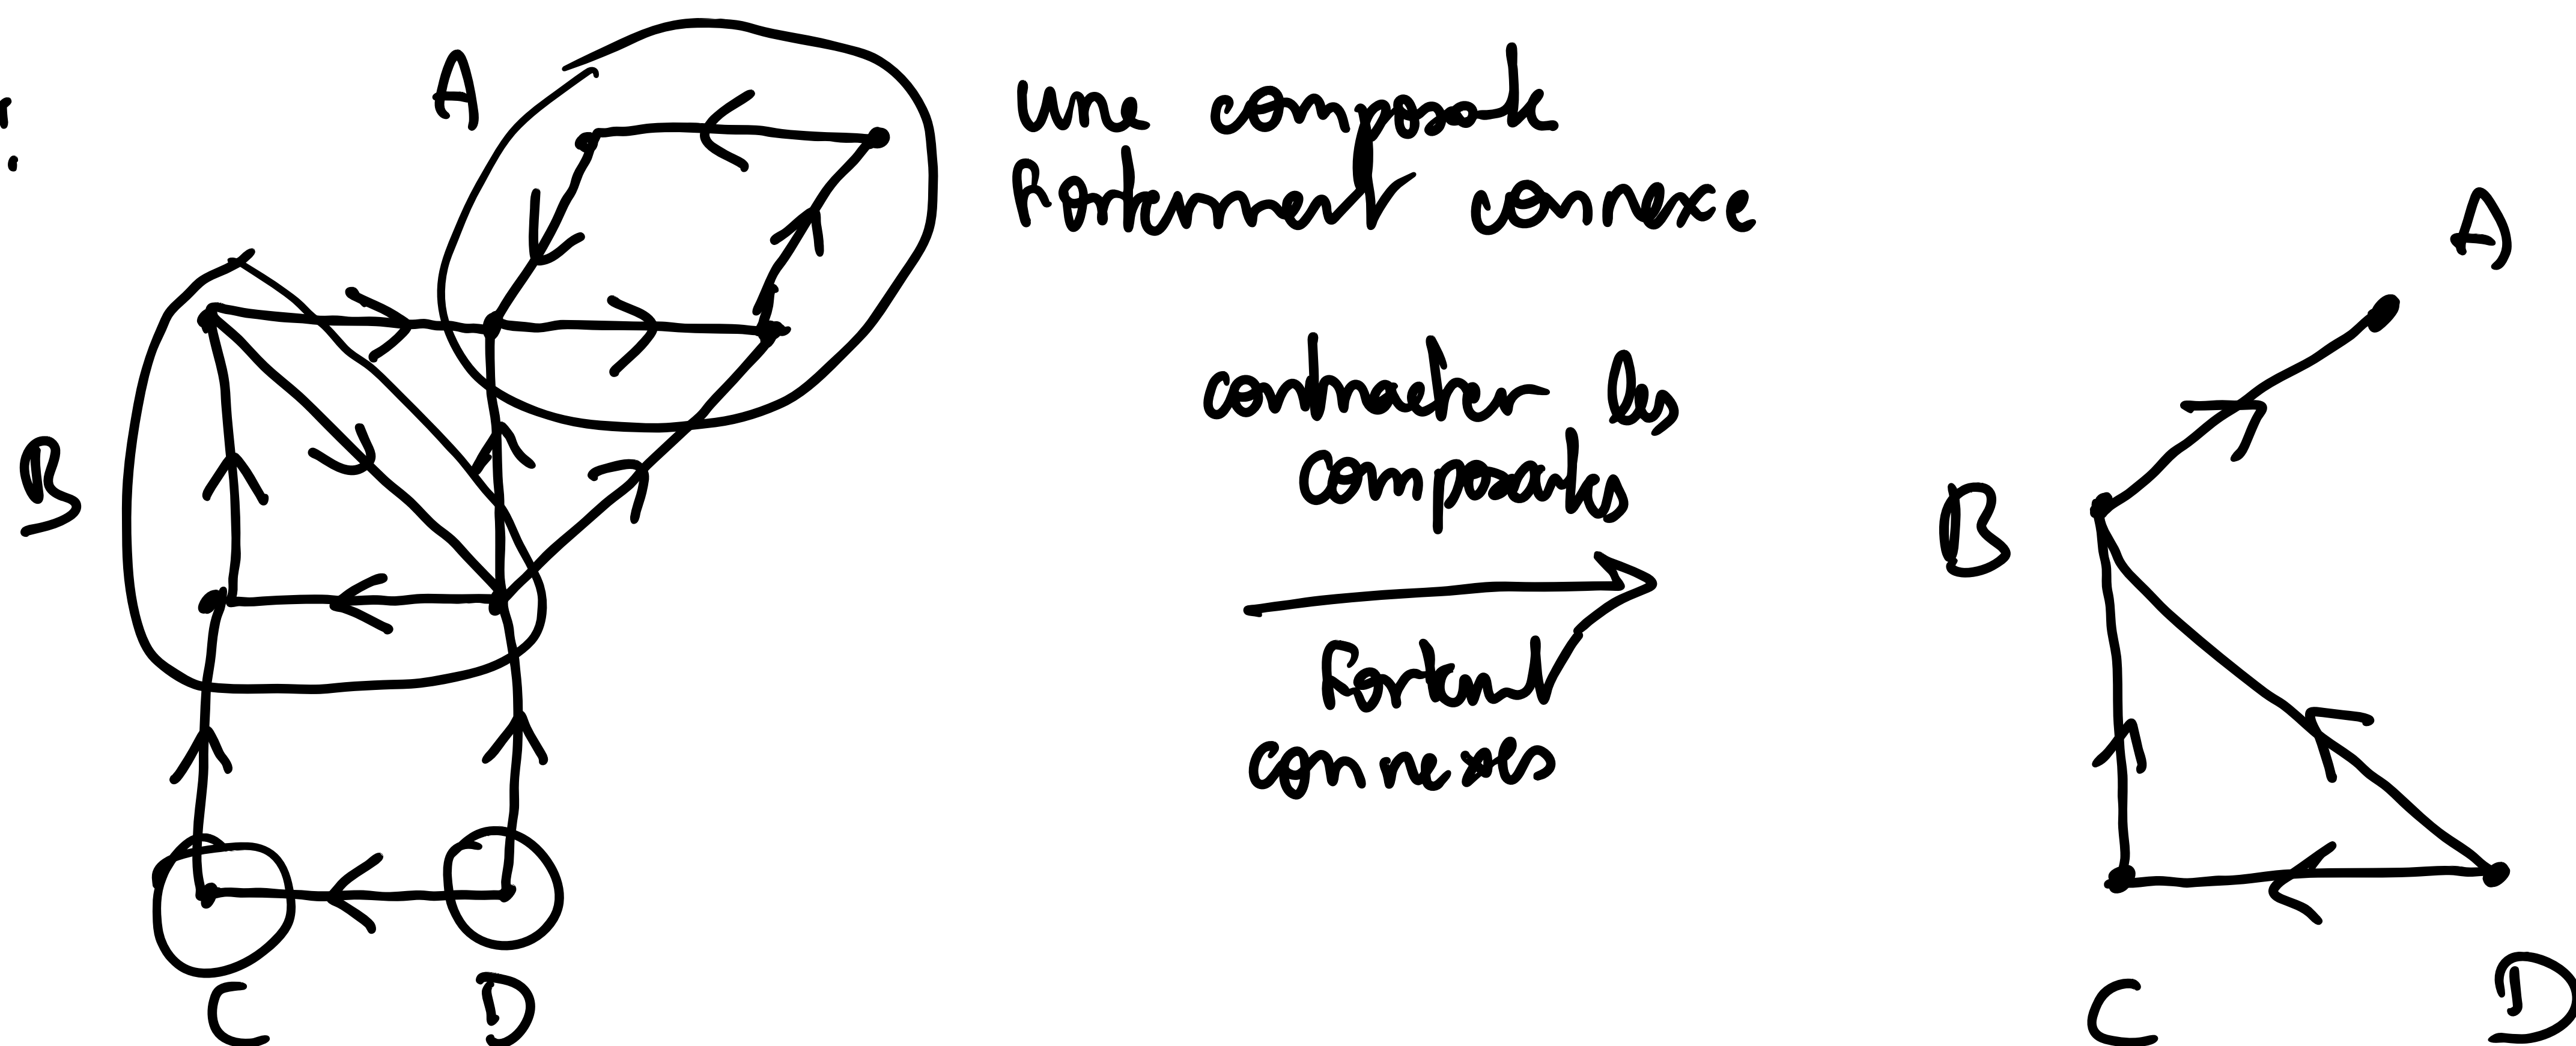 A
une composante
Fortement connexe
B
contracter les
composantes
Fortement
connexes
C
D
A
B
C
D